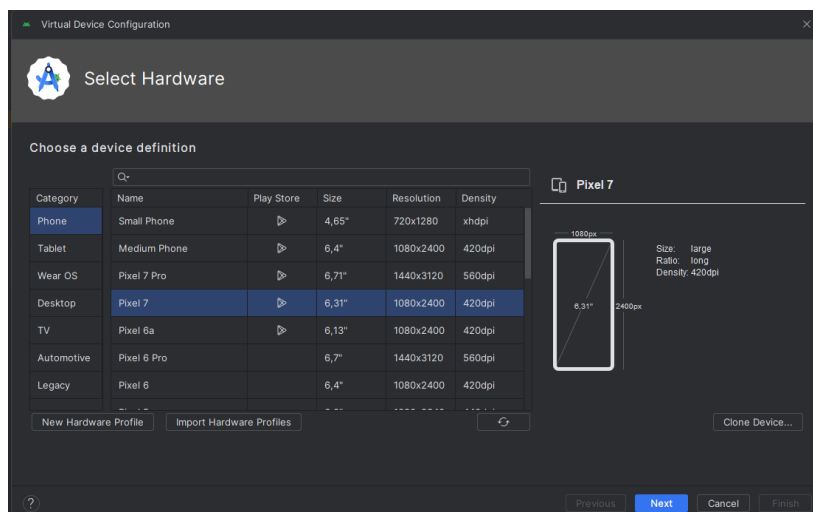 Virtual Device Configuration
Select Hardware
Choose a device definition
Category
Phone
Tablet
Wear OS
Desktop
TV
Automotive
Legacy
Name Play Store Size Resolution Density
Small Phone 4,65" 720x1280 xhdpi
Medium Phone 6,4" 1080x2400 420dpi
Pixel 7 Pro 6,71" 1440x3120 560dpi
Pixel 7 6,31" 1080x2400 420dpi
Pixel 6a 6,13" 1080x2400 420dpi
Pixel 6 Pro 6,7" 1440x3120 560dpi
Pixel 6 6,4" 1080x2400 420dpi
New Hardware Profile Import Hardware Profiles
Pixel 7
1080px
6,31" 2400px
Size: large
Ratio: long
Density: 420dpi
Clone Device...
? Previous Next Cancel Finish